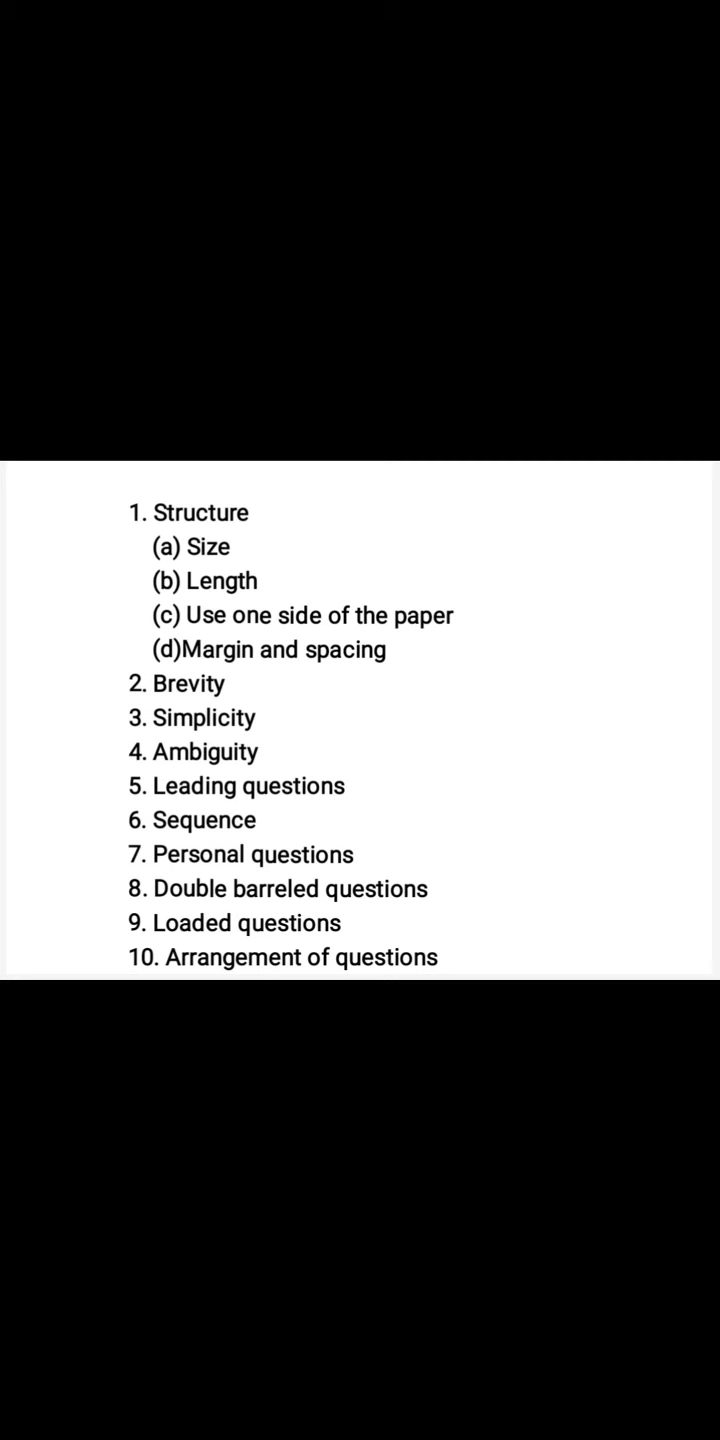 1. Structure
(a) Size
(b) Length
(c) Use one side of the paper
(d)Margin and spacing
2. Brevity
3. Simplicity
4. Ambiguity
5. Leading questions
6. Sequence
7. Personal questions
8. Double barreled questions
9. Loaded questions
10. Arrangement of questions